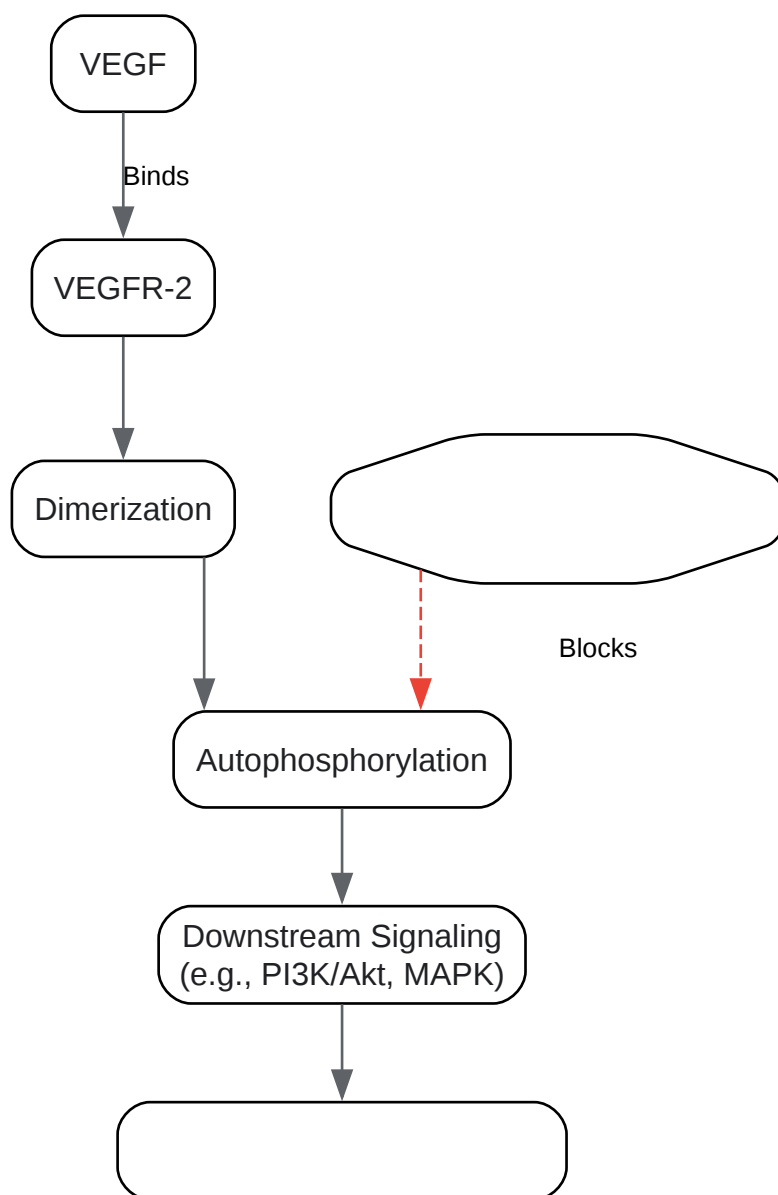 VEGF
Binds
VEGFR-2
Dimerization
Blocks
Autophosphorylation
Downstream Signaling
(e.g., PI3K/Akt, MAPK)